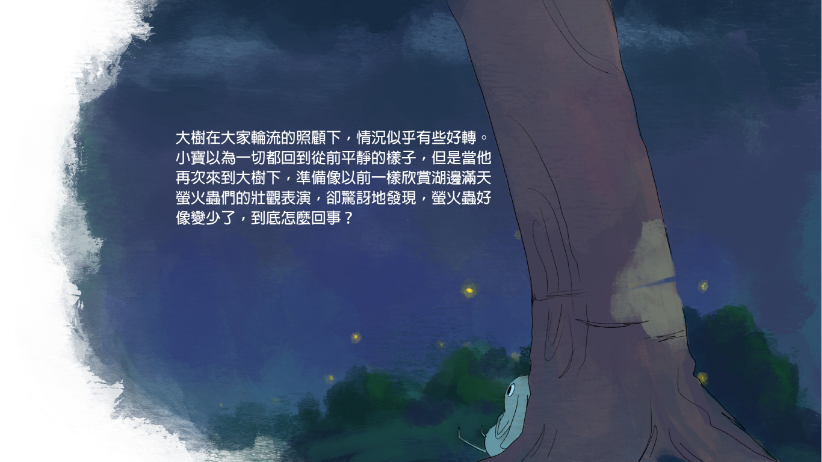 大樹在大家輪流的照顧下，情況似乎有些好轉。
小寶以為一切都回到從前平靜的樣子，但是當他
再次來到大樹下，準備像以前一樣欣賞湖邊滿天
螢火蟲們的壯觀表演，卻驚訝地發現，螢火蟲好
像變少了，到底怎麼回事？